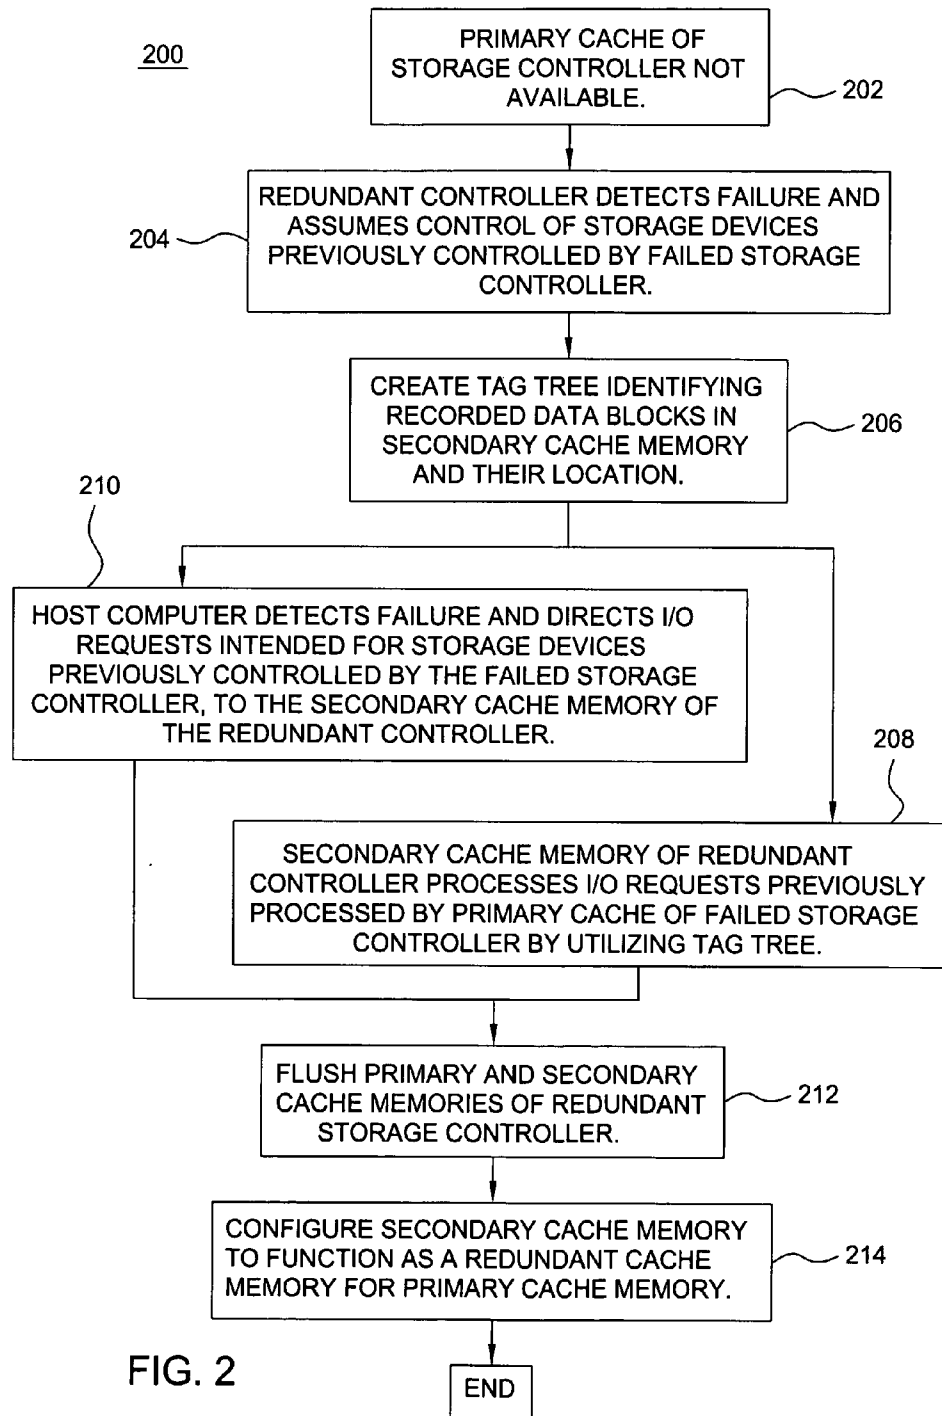 200
PRIMARY CACHE OF
STORAGE CONTROLLER NOT
AVAILABLE.
202
REDUNDANT CONTROLLER DETECTS FAILURE AND
ASSUMES CONTROL OF STORAGE DEVICES
PREVIOUSLY CONTROLLED BY FAILED STORAGE
CONTROLLER.
204
CREATE TAG TREE IDENTIFYING
RECORDED DATA BLOCKS IN
SECONDARY CACHE MEMORY
AND THEIR LOCATION.
206
210
HOST COMPUTER DETECTS FAILURE AND DIRECTS I/O
REQUESTS INTENDED FOR STORAGE DEVICES
PREVIOUSLY CONTROLLED BY THE FAILED STORAGE
CONTROLLER, TO THE SECONDARY CACHE MEMORY OF
THE REDUNDANT CONTROLLER.
208
SECONDARY CACHE MEMORY OF REDUNDANT
CONTROLLER PROCESSES I/O REQUESTS PREVIOUSLY
PROCESSED BY PRIMARY CACHE OF FAILED STORAGE
CONTROLLER BY UTILIZING TAG TREE.
FLUSH PRIMARY AND SECONDARY
CACHE MEMORIES OF REDUNDANT
STORAGE CONTROLLER.
212
CONFIGURE SECONDARY CACHE MEMORY
TO FUNCTION AS A REDUNDANT CACHE
MEMORY FOR PRIMARY CACHE MEMORY.
214
END
FIG. 2